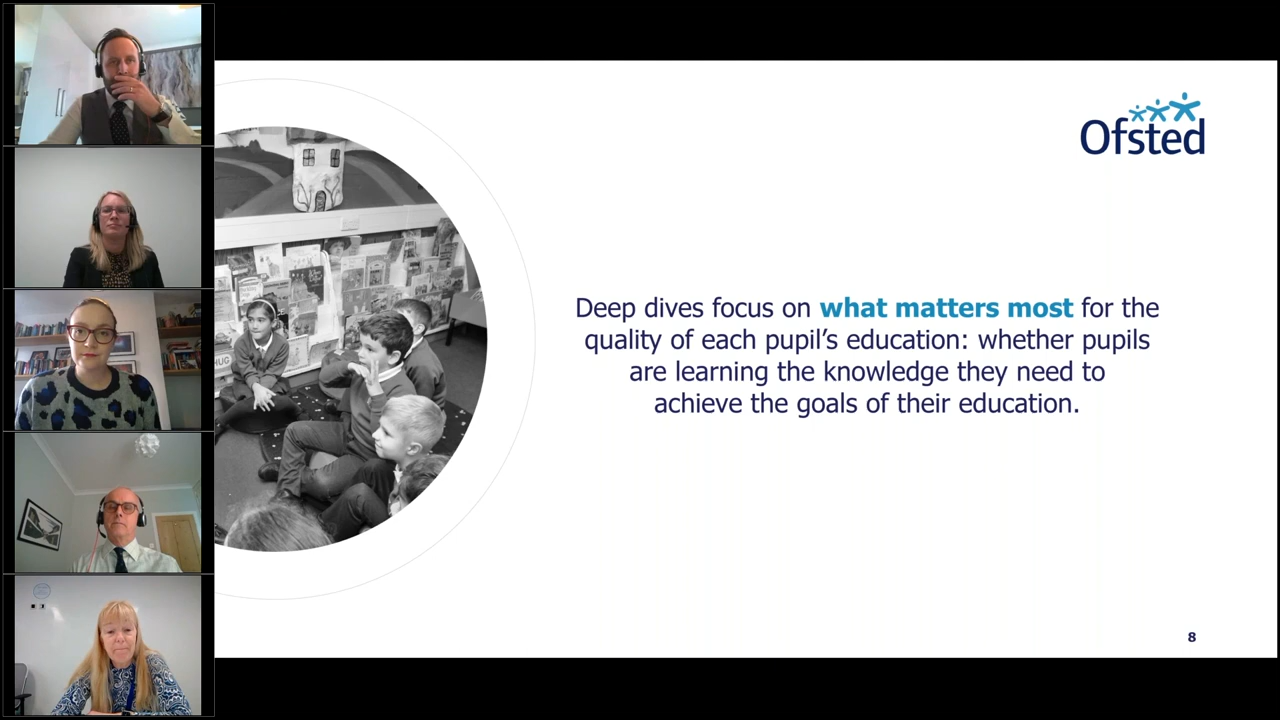 Ofsted
Deep dives focus on what matters most for the
quality of each pupil’s education: whether pupils
are learning the knowledge they need to
achieve the goals of their education.
8